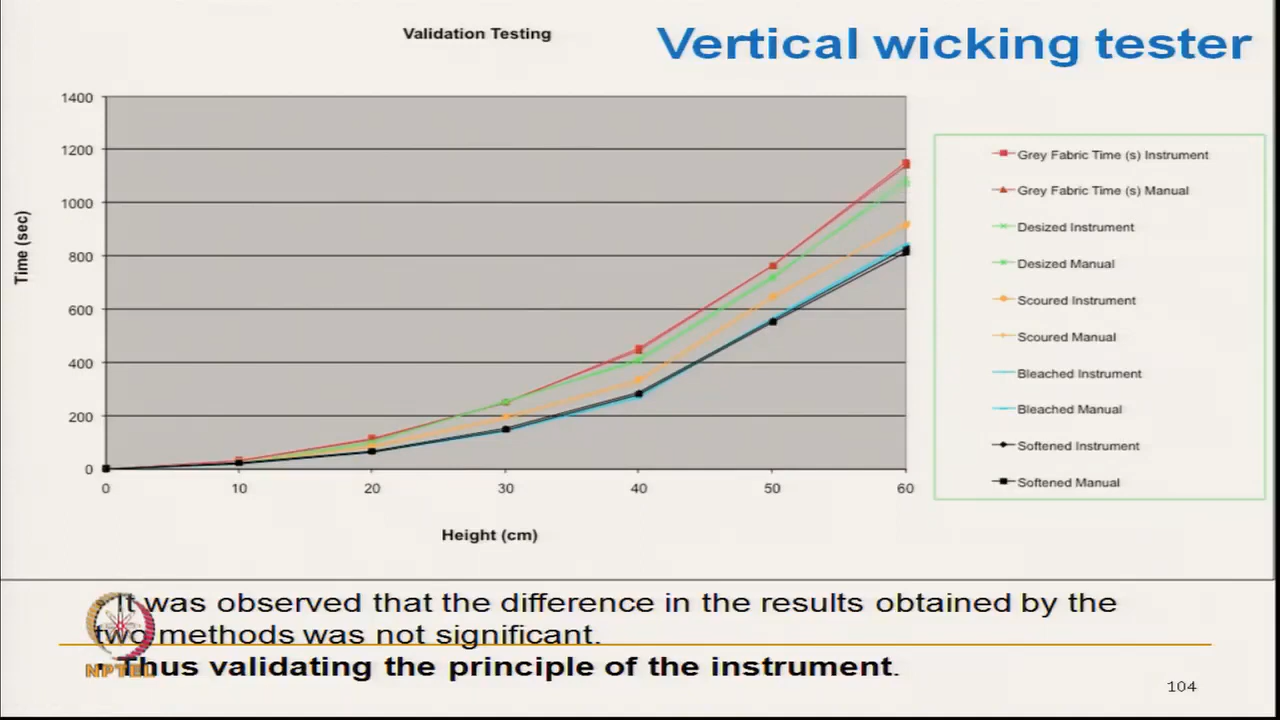 Validation Testing
Vertical wicking tester
1400
1200
1000
800
600
400
200
0
Time (sec)
0 10 20 30 40 50 60
Height (cm)
Grey Fabric Time (s) Instrument
Grey Fabric Time (s) Manual
Desized Instrument
Desized Manual
Scoured Instrument
Scoured Manual
Bleached Instrument
Bleached Manual
Softened Instrument
Softened Manual
• It was observed that the difference in the results obtained by the
two methods was not significant.
• Thus validating the principle of the instrument.
NPTEL
104